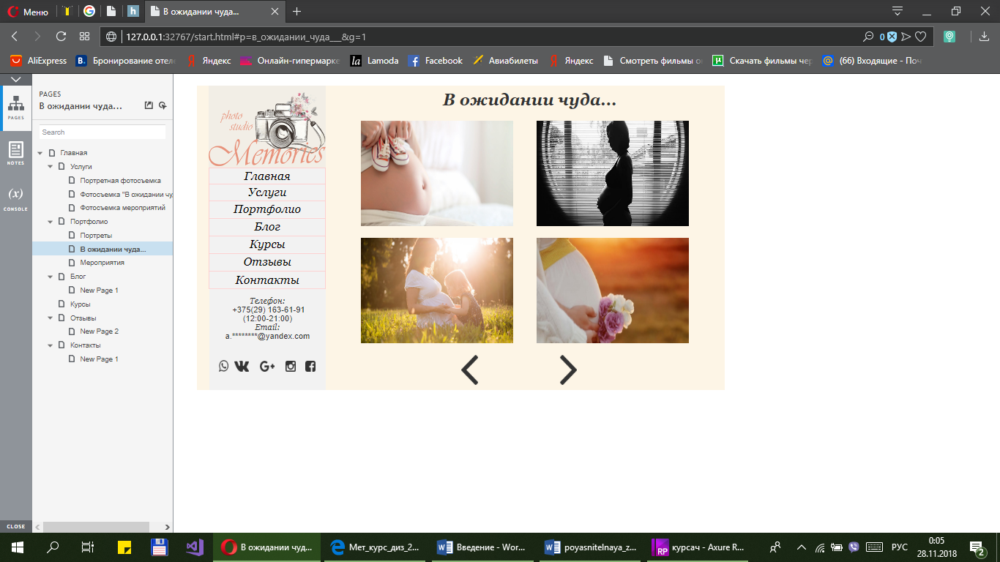 Меню
В ожидании чуда...
127.0.0.1:32767/start.html#p=в_ожидании_чуда___&g=1
0
AliExpress
Бронирование отеле
Яндекс
Онлайн-гипермарке
Lamoda
Facebook
Авиабилеты
Яндекс
Смотреть фильмы о
Скачать фильмы чер
(66) Входящие - Поч
PAGES
NOTES
(x)
CONSOLE
CLOSE
PAGES
В ожидании чуда...
Search
Главная
Услуги
Портретная фотосъемка
Фотосъемка "В ожидании чу
Фотосъемка мероприятий
Портфолио
Портреты
В ожидании чуда...
Мероприятия
Блог
New Page 1
Курсы
Отзывы
New Page 2
Контакты
New Page 1
photo
studio
Memories
Главная
Услуги
Портфолио
Блог
Курсы
Отзывы
Контакты
Телефон:
+375(29) 163-61-91
(12:00-21:00)
Email:
a.********@yandex.com
В ожидании чуда...
В ожидании чуд...
Мет_курс_диз_2...
Введение - Wor...
poyasnitelnaya_z...
курсач - Axure R...
РУС
0:05
28.11.2018
2